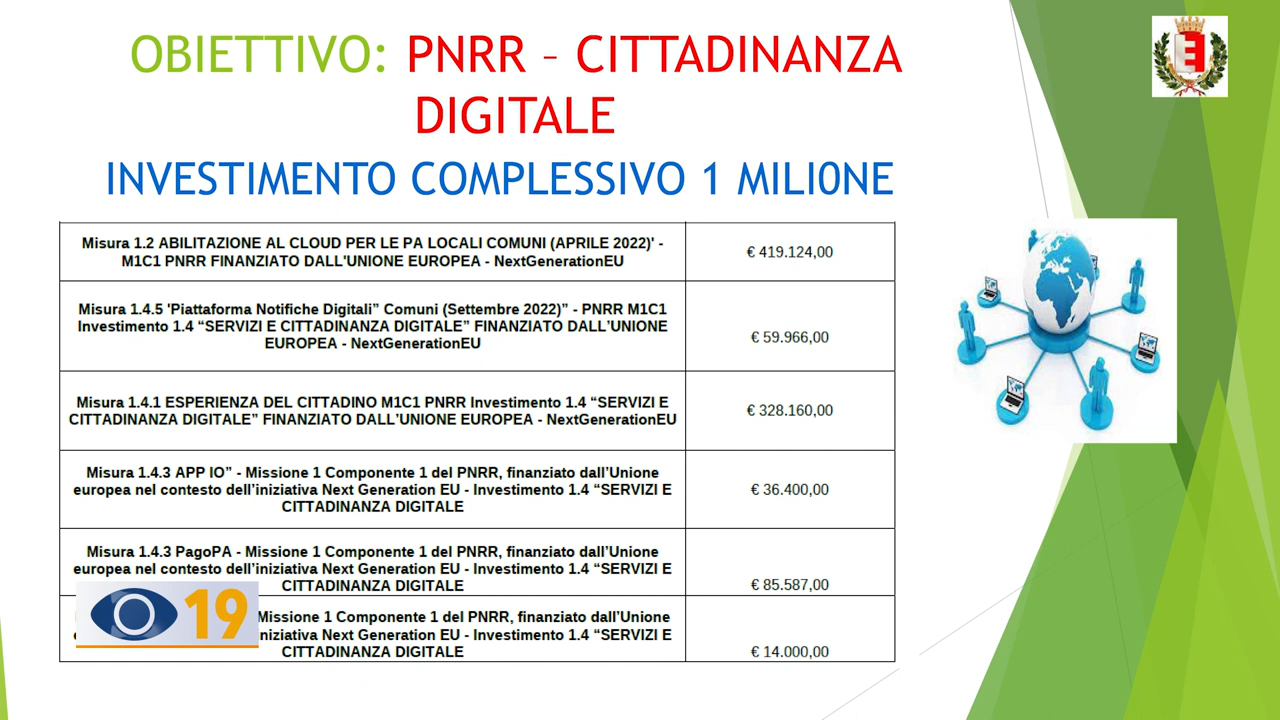 OBIETTIVO: PNRR – CITTADINANZA
DIGITALE
INVESTIMENTO COMPLESSIVO 1 MILI0NE
Misura 1.2 ABILITAZIONE AL CLOUD PER LE PA LOCALI COMUNI (APRILE 2022)' -
M1C1 PNRR FINANZIATO DALL'UNIONE EUROPEA - NextGenerationEU
€ 419.124,00
Misura 1.4.5 'Piattaforma Notifiche Digitali” Comuni (Settembre 2022)” - PNRR M1C1
Investimento 1.4 “SERVIZI E CITTADINANZA DIGITALE” FINANZIATO DALL’UNIONE
EUROPEA - NextGenerationEU
€ 59.966,00
Misura 1.4.1 ESPERIENZA DEL CITTADINO M1C1 PNRR Investimento 1.4 “SERVIZI E
CITTADINANZA DIGITALE” FINANZIATO DALL’UNIONE EUROPEA - NextGenerationEU
€ 328.160,00
Misura 1.4.3 APP IO” - Missione 1 Componente 1 del PNRR, finanziato dall’Unione
europea nel contesto dell’iniziativa Next Generation EU - Investimento 1.4 “SERVIZI E
CITTADINANZA DIGITALE
€ 36.400,00
Misura 1.4.3 PagoPA - Missione 1 Componente 1 del PNRR, finanziato dall’Unione
europea nel contesto dell’iniziativa Next Generation EU - Investimento 1.4 “SERVIZI E
CITTADINANZA DIGITALE
€ 85.587,00
Missione 1 Componente 1 del PNRR, finanziato dall’Unione
iniziativa Next Generation EU - Investimento 1.4 “SERVIZI E
CITTADINANZA DIGITALE
€ 14.000,00
19